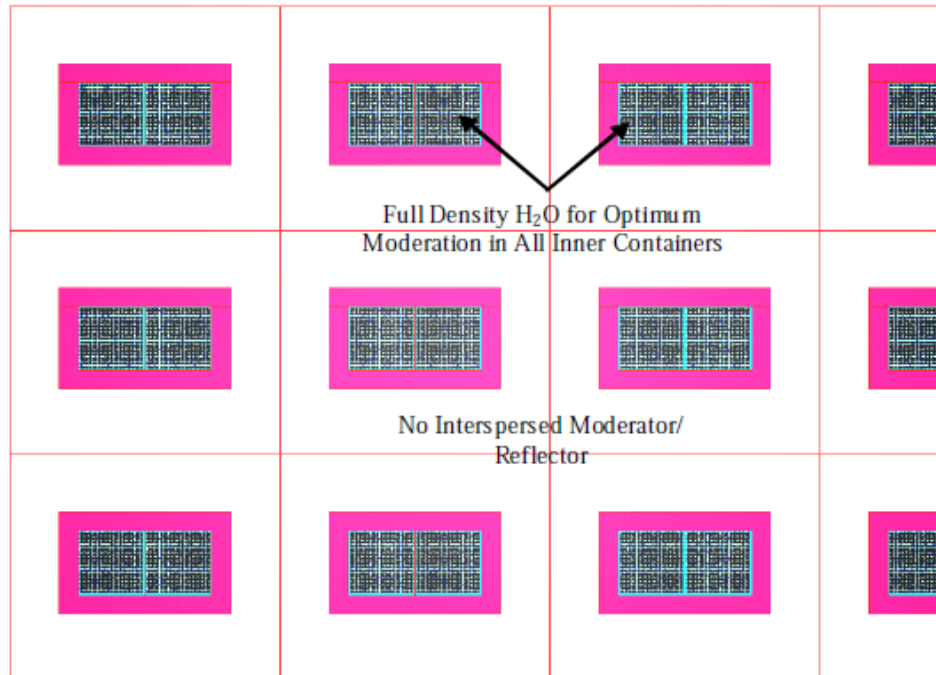 Full Density H₂O for Optimum
Moderation in All Inner Containers
No Interspersed Moderator/
Reflector